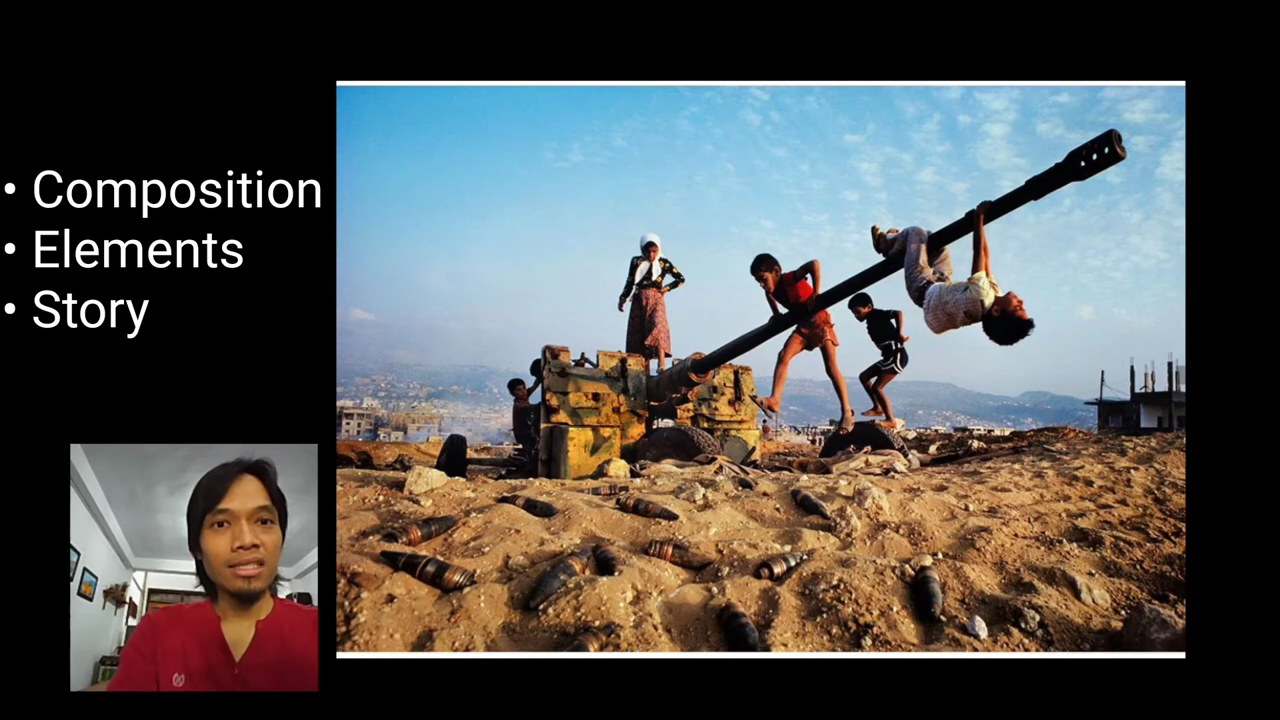 • Composition
• Elements
• Story